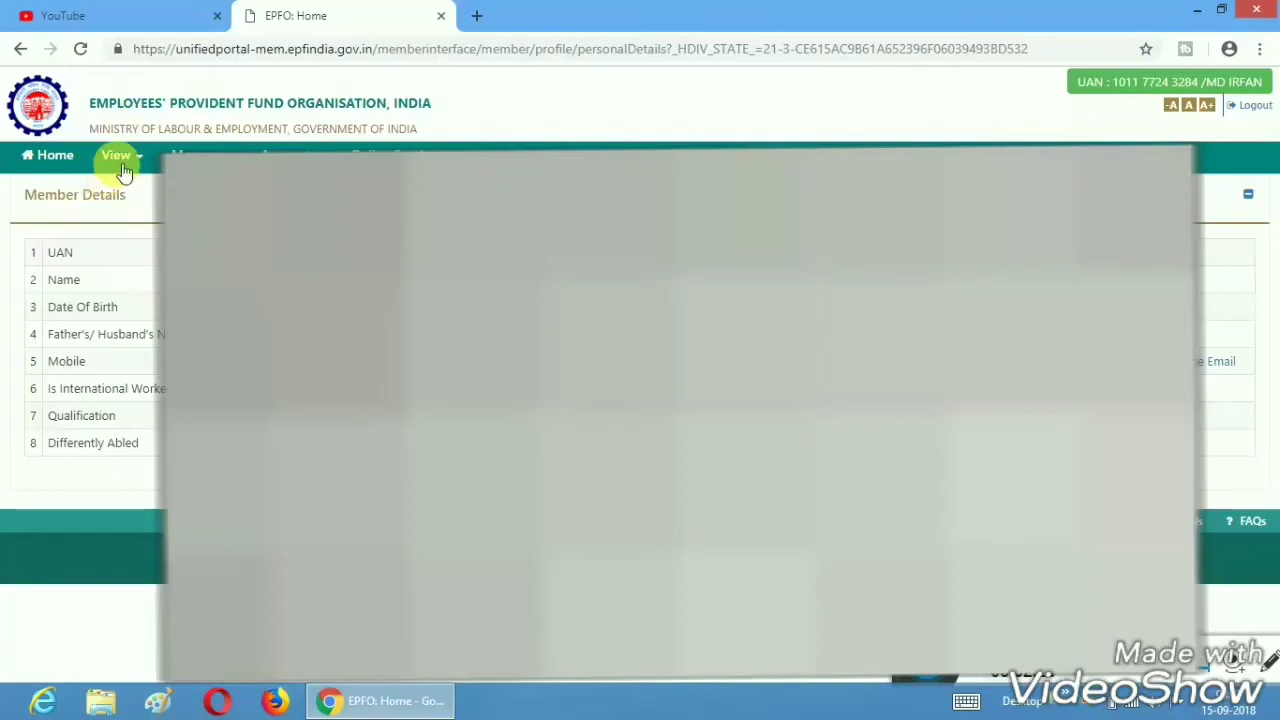 YouTube
EPFO: Home
https://unifiedportal-mem.epfindia.gov.in/memberinterface/member/profile/personalDetails?_HDIV_STATE_=21-3-CE615AC9B61A652396F06039493BD532
UAN : 1011 7724 3284 /MD IRFAN
EMPLOYEES' PROVIDENT FUND ORGANISATION, INDIA
-A A A+ Logout
MINISTRY OF LABOUR & EMPLOYMENT, GOVERNMENT OF INDIA
Home View
Member Details
1 UAN
2 Name
3 Date Of Birth
4 Father's/ Husband's N
5 Mobile
Email
6 Is International Worke
7 Qualification
8 Differently Abled
? FAQs
Made with
VideoShow
EPFO: Home - Go...
Desktop
15-09-2018